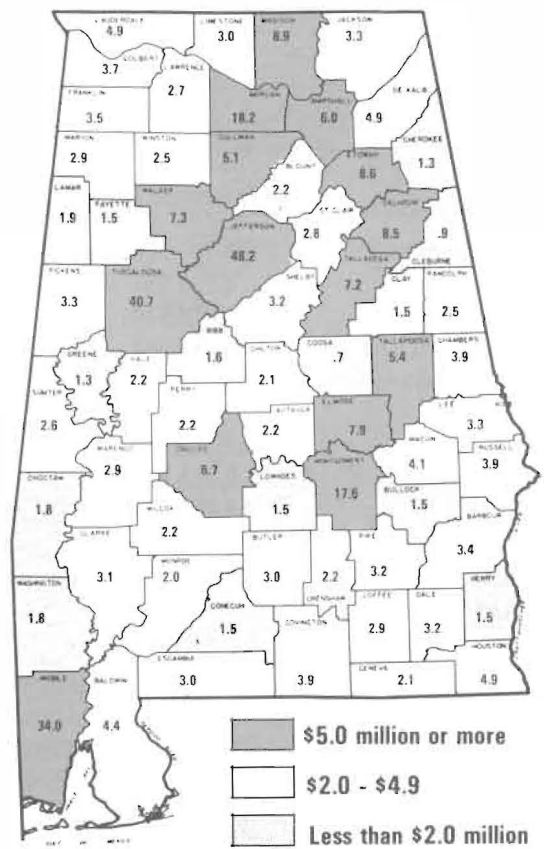 LAUDERDALE
4.9
LIMESTONE
3.0
MADISON
8.9
JACKSON
3.3
COLBERT
3.7
LAWRENCE
2.7
FRANKLIN
3.5
MORGAN
18.2
MARSHALL
6.0
DE KALB
4.9
MARION
2.9
WINSTON
2.5
CULLMAN
5.1
BLOUNT
2.2
ETOWAH
8.6
CHEROKEE
1.3
LAMAR
1.9
FAYETTE
1.5
WALKER
7.3
JEFFERSON
48.2
ST CLAIR
2.8
CALHOUN
8.5
.9
CLEBURNE
PICKENS
3.3
TUSCALOOSA
40.7
SHELBY
3.2
TALLADEGA
7.2
CLAY
1.5
RANDOLPH
2.5
GREENE
1.3
HALE
2.2
BIBB
1.6
CHILTON
2.1
COOSA
.7
TALLAPOOSA
5.4
CHAMBERS
3.9
SUMTER
2.6
PERRY
2.2
AUTAUGA
2.2
ELMORE
7.9
LEE
3.3
MACON
4.1
RUSSELL
3.9
MARENGO
2.9
DALLAS
6.7
LOWNDES
1.5
MONTGOMERY
17.6
BULLOCK
1.5
CHOCTAW
1.8
WILCOX
2.2
BARBOUR
3.4
CLARKE
3.1
MONROE
2.0
BUTLER
3.0
2.2
CRENSHAW
PIKE
3.2
WASHINGTON
1.8
CONECUH
1.5
COVINGTON
3.9
COFFEE
2.9
DALE
3.2
HENRY
1.5
HOUSTON
4.9
ESCAMBIA
3.0
GENEVA
2.1
MOBILE
34.0
BALDWIN
4.4
$5.0 million or more
$2.0 - $4.9
Less than $2.0 million
GULF OF MEXICO